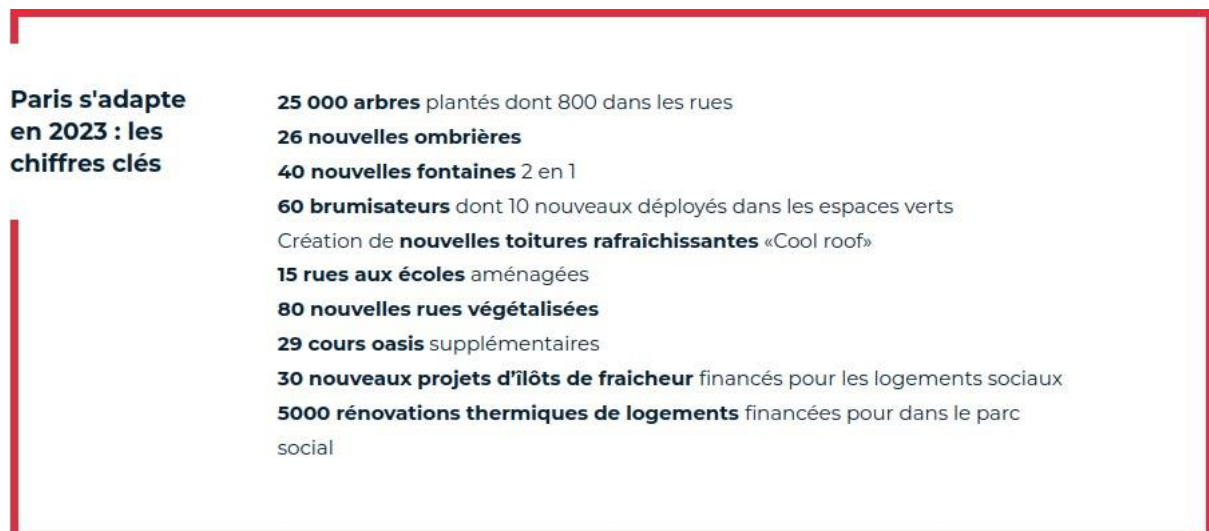 Paris s'adapte
en 2023 : les
chiffres clés
25 000 arbres plantés dont 800 dans les rues
26 nouvelles ombrières
40 nouvelles fontaines 2 en 1
60 brumisateurs dont 10 nouveaux déployés dans les espaces verts
Création de nouvelles toitures rafraîchissantes «Cool roof»
15 rues aux écoles aménagées
80 nouvelles rues végétalisées
29 cours oasis supplémentaires
30 nouveaux projets d’îlôts de fraicheur financés pour les logements sociaux
5000 rénovations thermiques de logements financées pour dans le parc
social